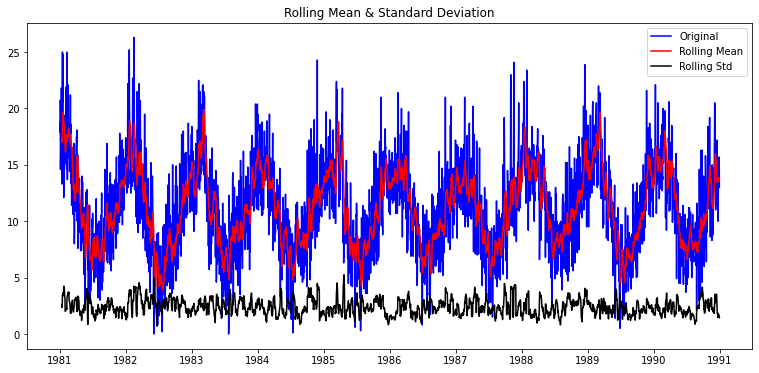 Rolling Mean & Standard Deviation
Original
Rolling Mean
Rolling Std
25
20
15
10
5
0
1981 1982 1983 1984 1985 1986 1987 1988 1989 1990 1991